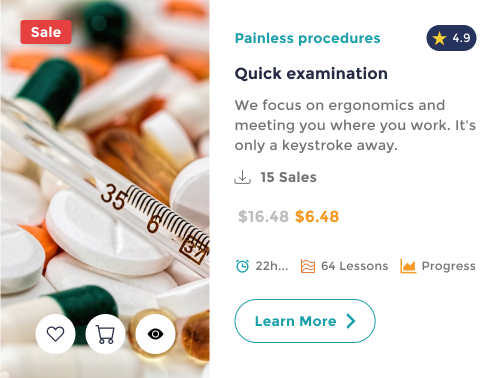 Sale
35
6
37
Painless procedures
4.9
Quick examination
We focus on ergonomics and
meeting you where you work. It's
only a keystroke away.
15 Sales
$16.48 $6.48
22h... 64 Lessons Progress
Learn More